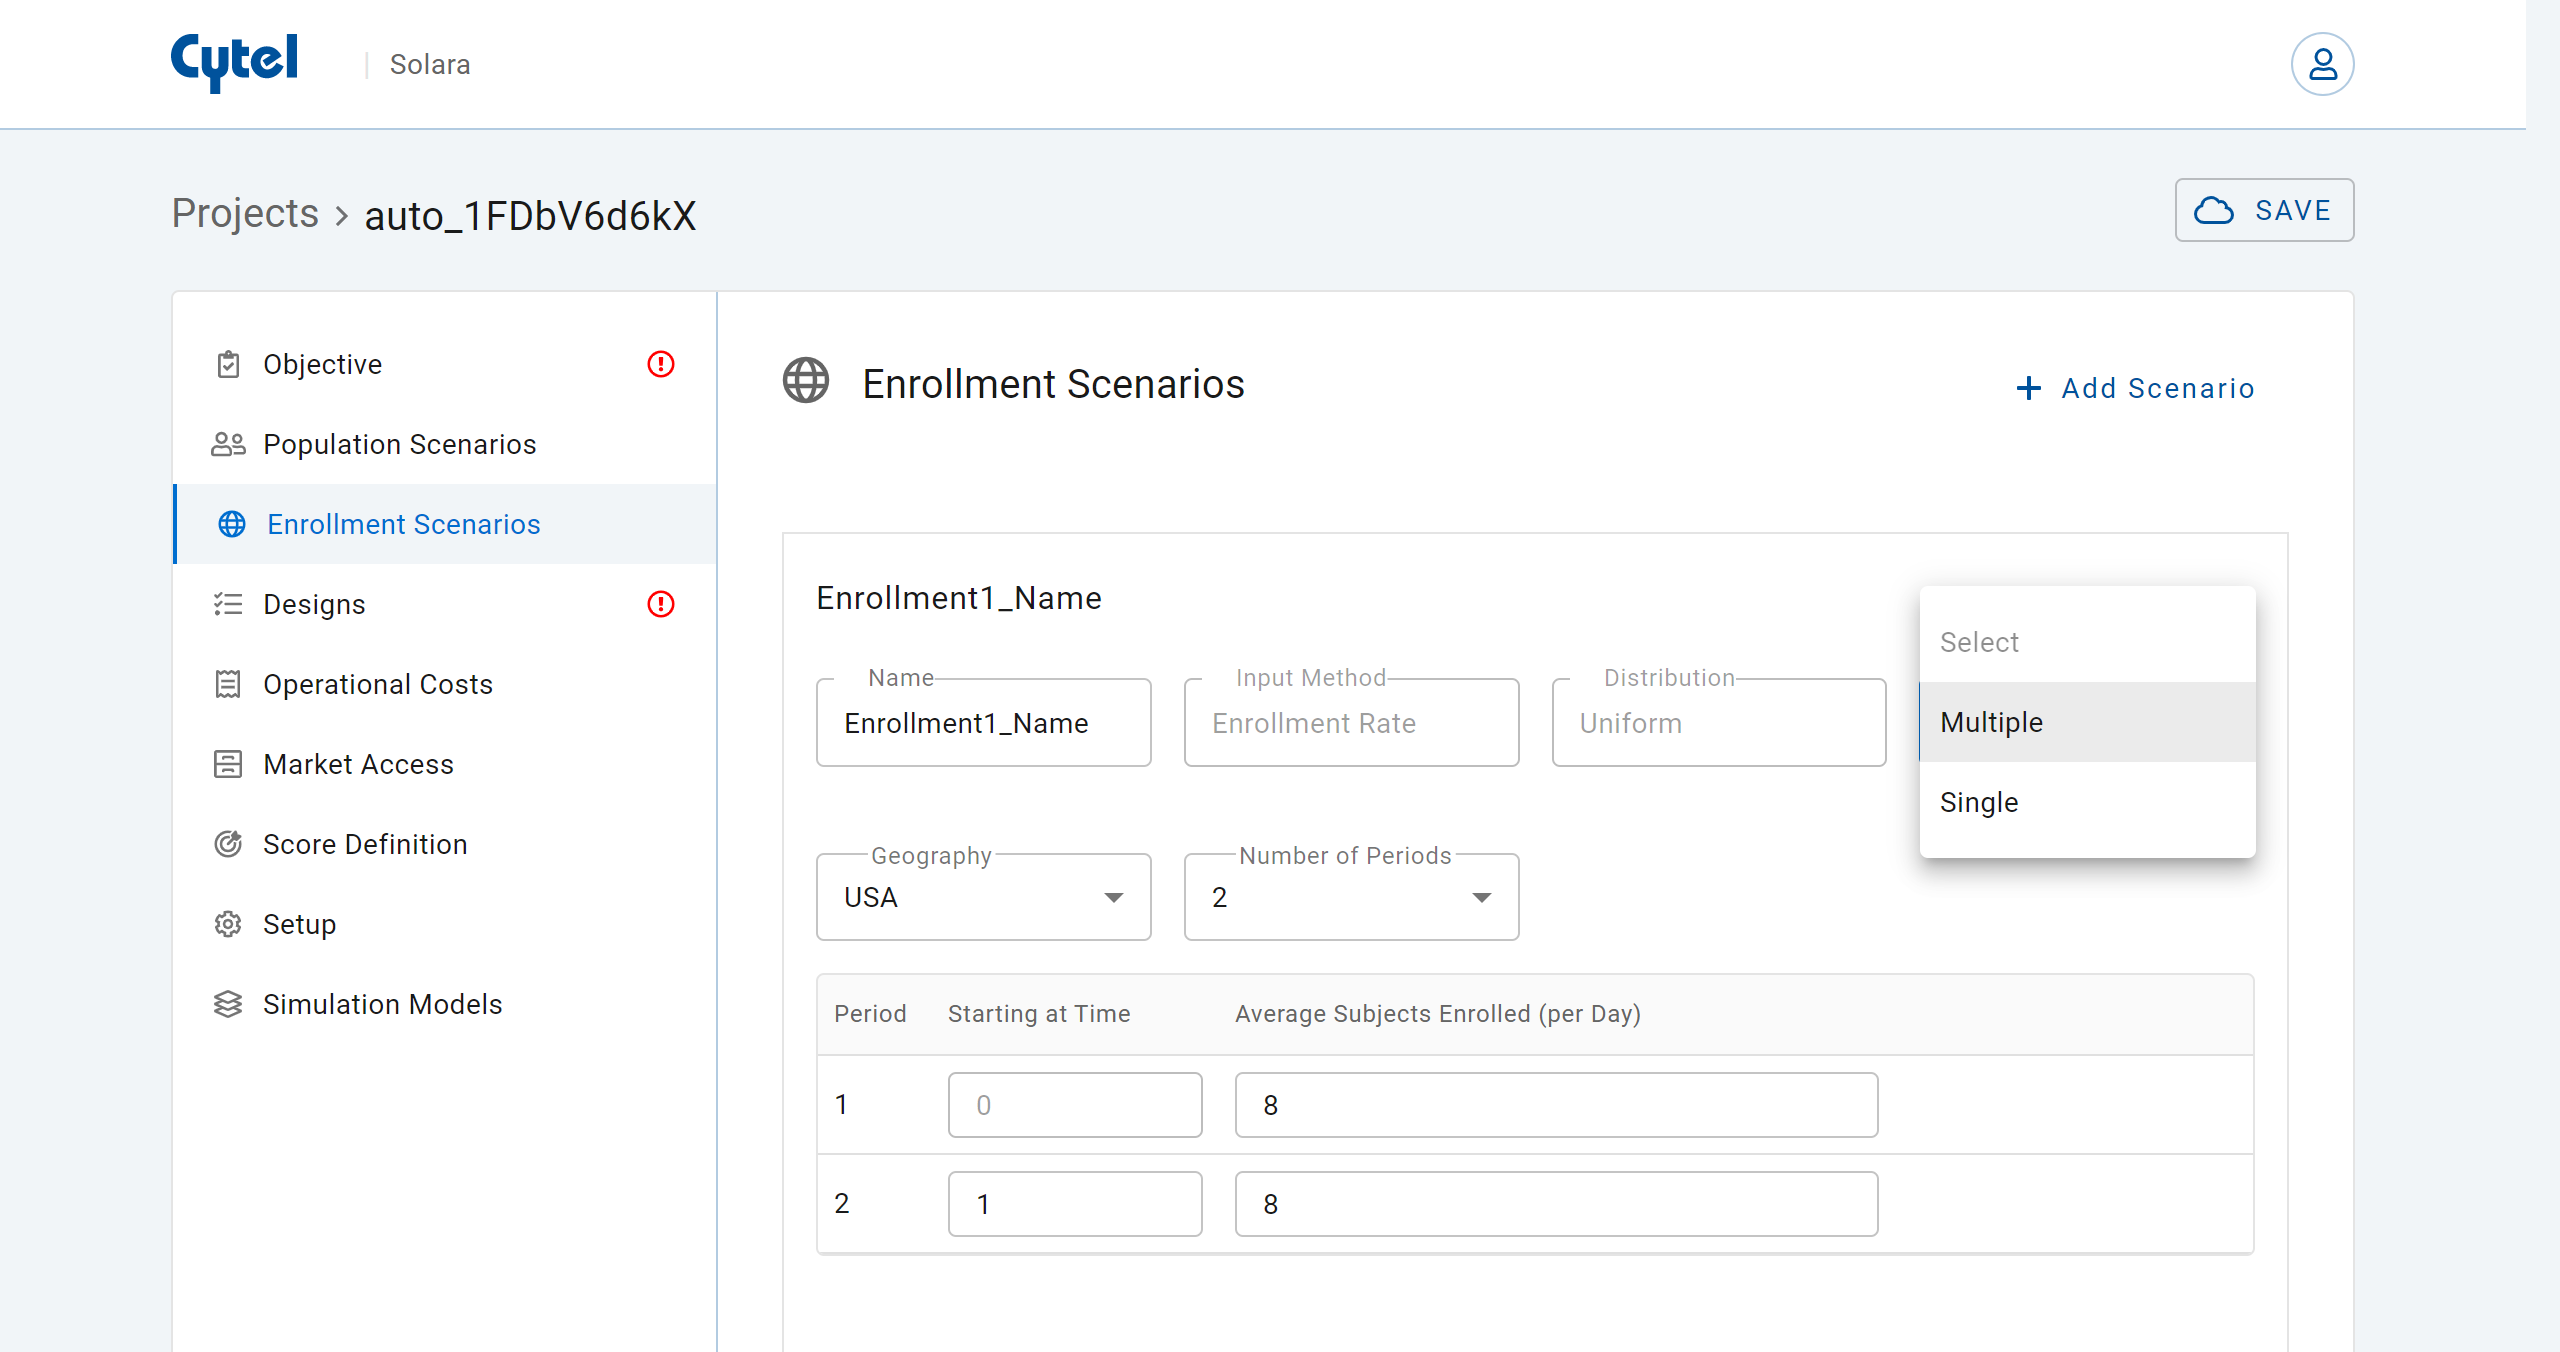 Cytel | Solara
Projects > auto_1FDbV6d6kX
SAVE
Objective
Population Scenarios
Enrollment Scenarios
Designs
Operational Costs
Market Access
Score Definition
Setup
Simulation Models
Enrollment Scenarios
+ Add Scenario
Enrollment1_Name
Name
Enrollment1_Name
Input Method
Enrollment Rate
Distribution
Uniform
Select
Multiple
Single
Geography
USA
Number of Periods
2
Period Starting at Time Average Subjects Enrolled (per Day)
1 0 8
2 1 8